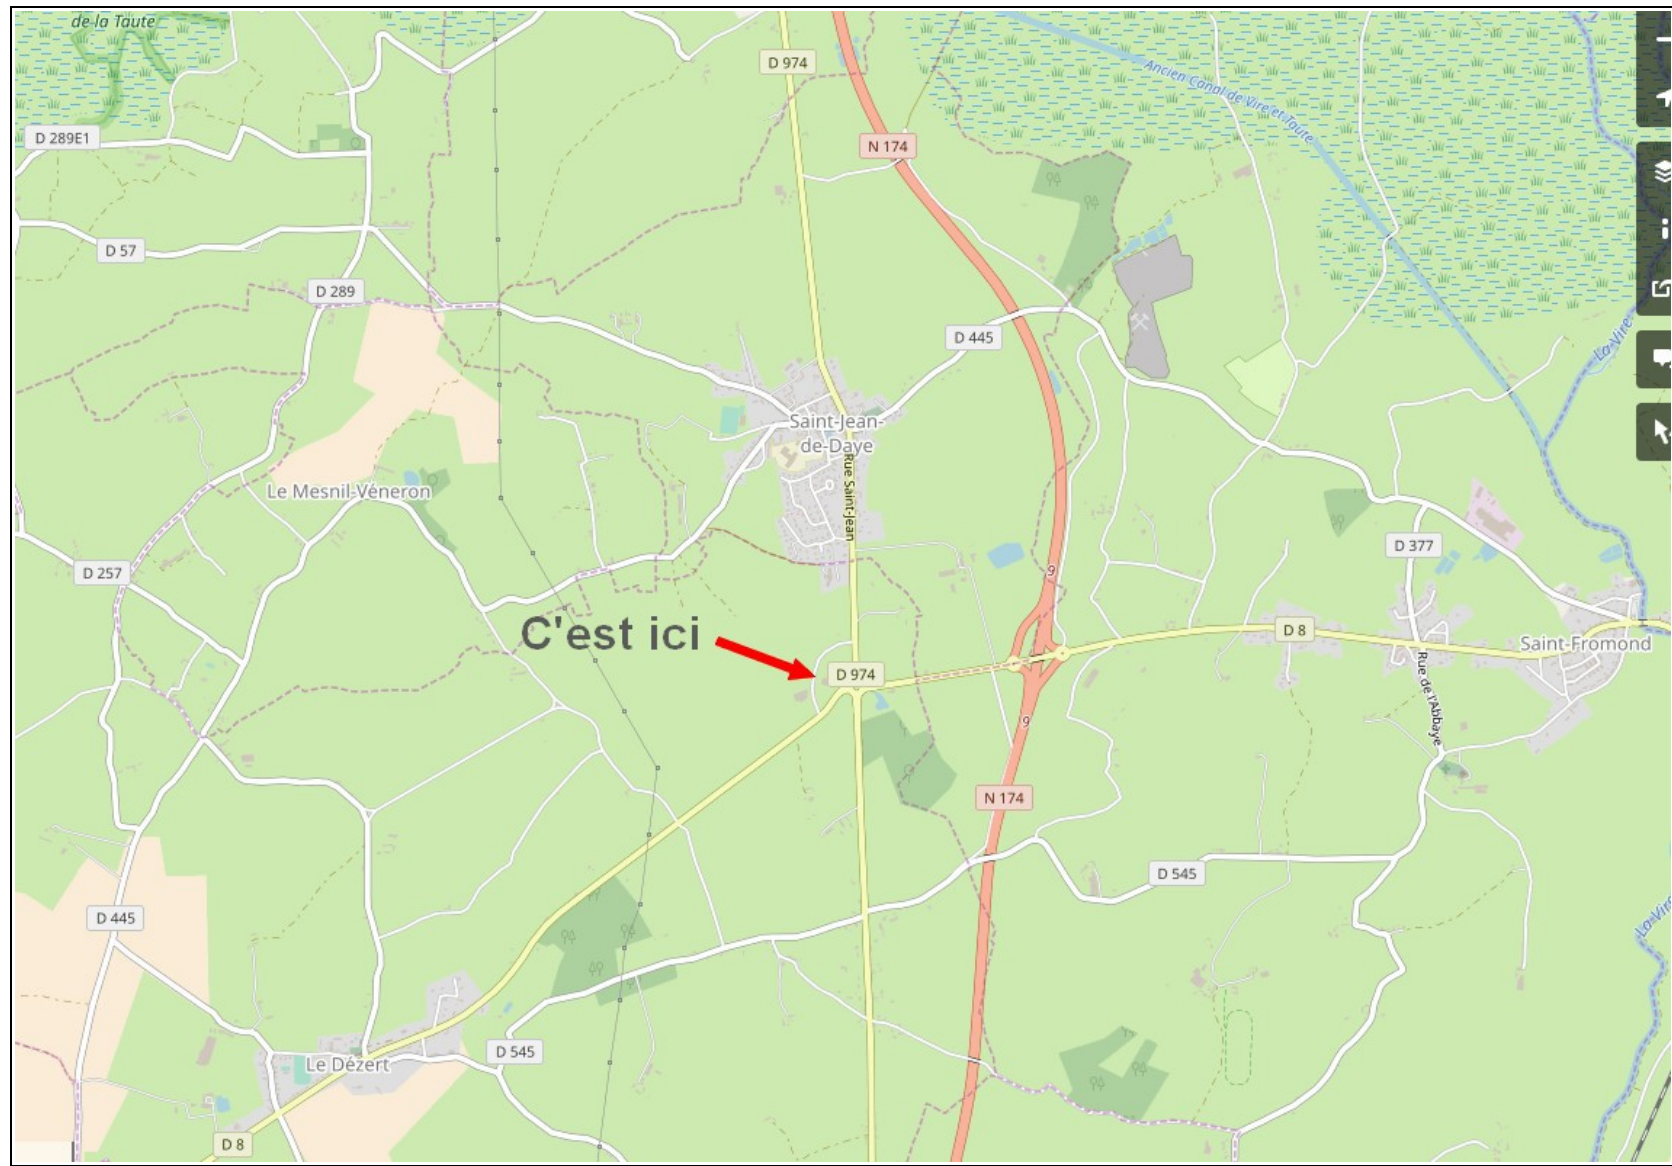 de la Taute
D 974
Ancien Canal de Vire et Taute
D 289E1
N 174
D 57
D 289
D 445
La Vire
Saint-Jean-
de-Daye
Rue Saint-Jean
Le Mesnil-Véneron
D 377
D 257
9
C'est ici
D 8
Saint-Fromond
D 974
Rue de l'Abbaye
9
N 174
D 545
D 445
La Vire
D 545
Le Dézert
D 8